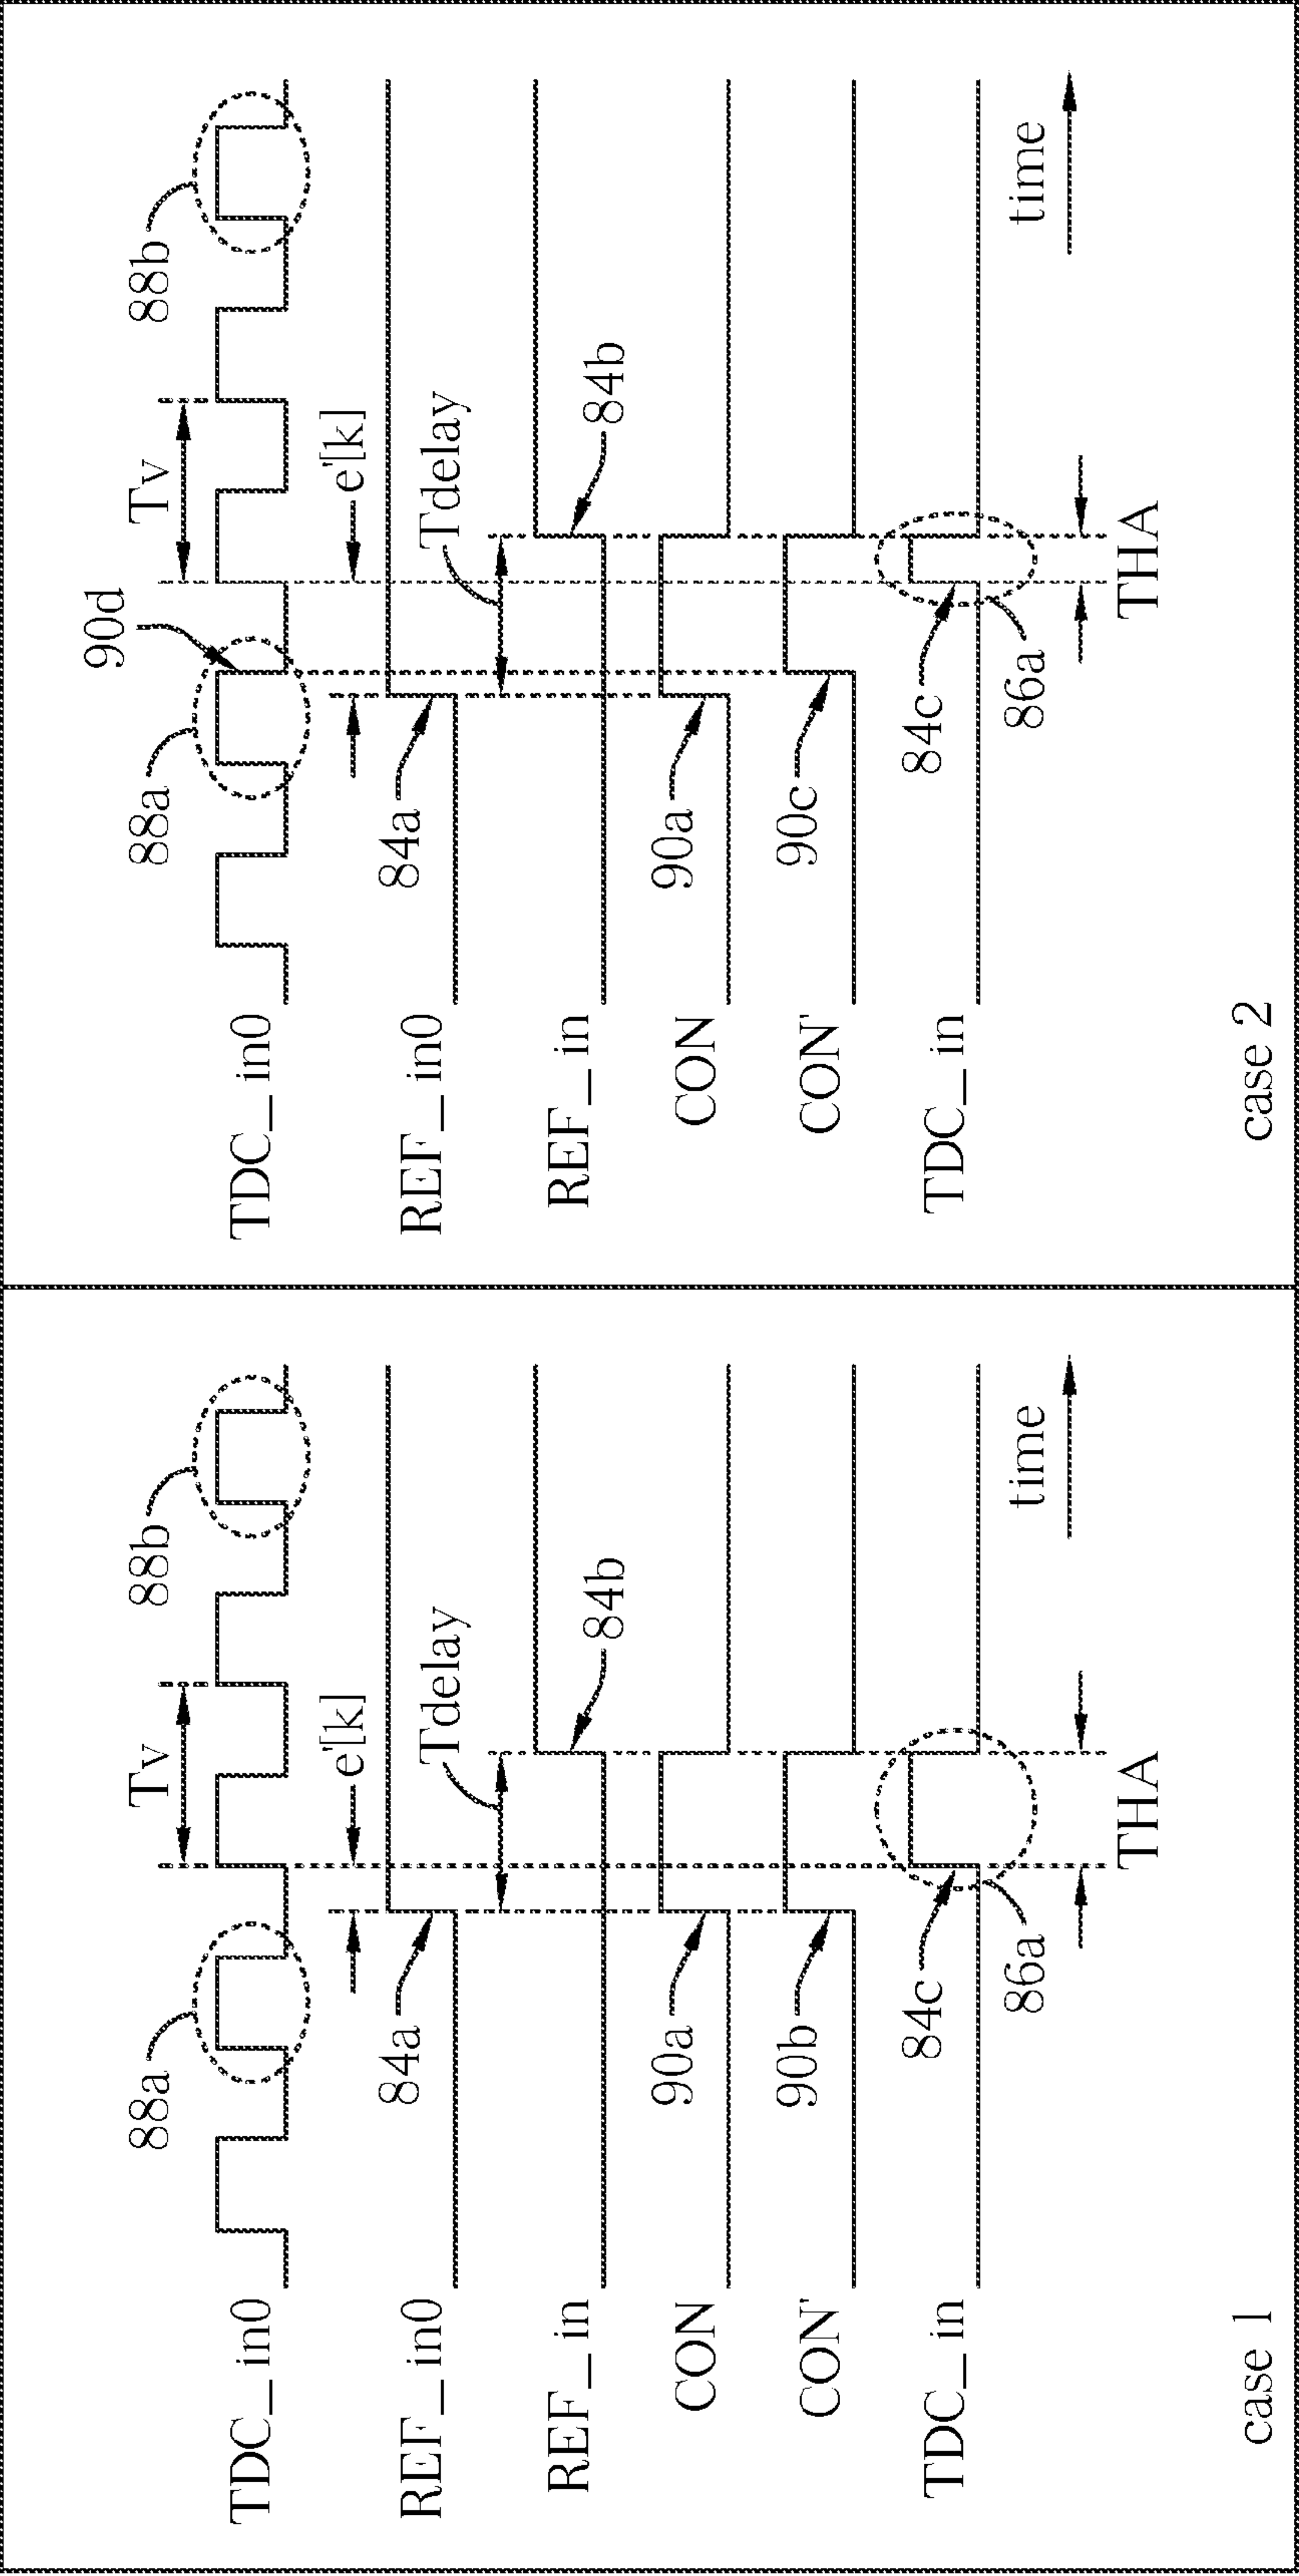 88a
Tv
88b
TDC_in0
e'[k]
84a
REF_in0
Tdelay
84b
REF_in
90a
CON
90b
CON'
84c
TDC_in
86a
time
THA
case 1
90d
88a
Tv
88b
TDC_in0
e'[k]
84a
REF_in0
Tdelay
84b
REF_in
90a
CON
90c
CON'
84c
TDC_in
86a
time
THA
case 2